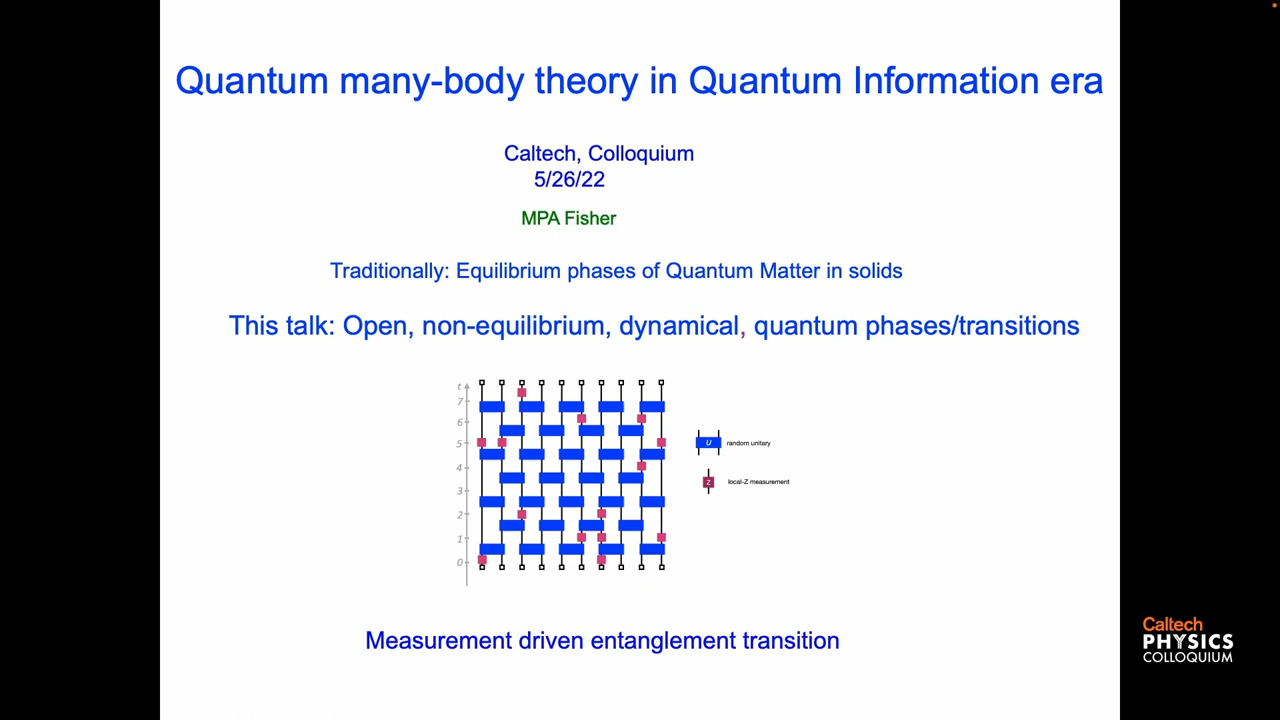 Quantum many-body theory in Quantum Information era
Caltech, Colloquium
5/26/22
MPA Fisher
Traditionally: Equilibrium phases of Quantum Matter in solids
This talk: Open, non-equilibrium, dynamical, quantum phases/transitions
t
7
6
5
4
3
2
1
0
U random unitary
Z local-Z measurement
Measurement driven entanglement transition
Caltech
PHYSICS
COLLOQUIUM